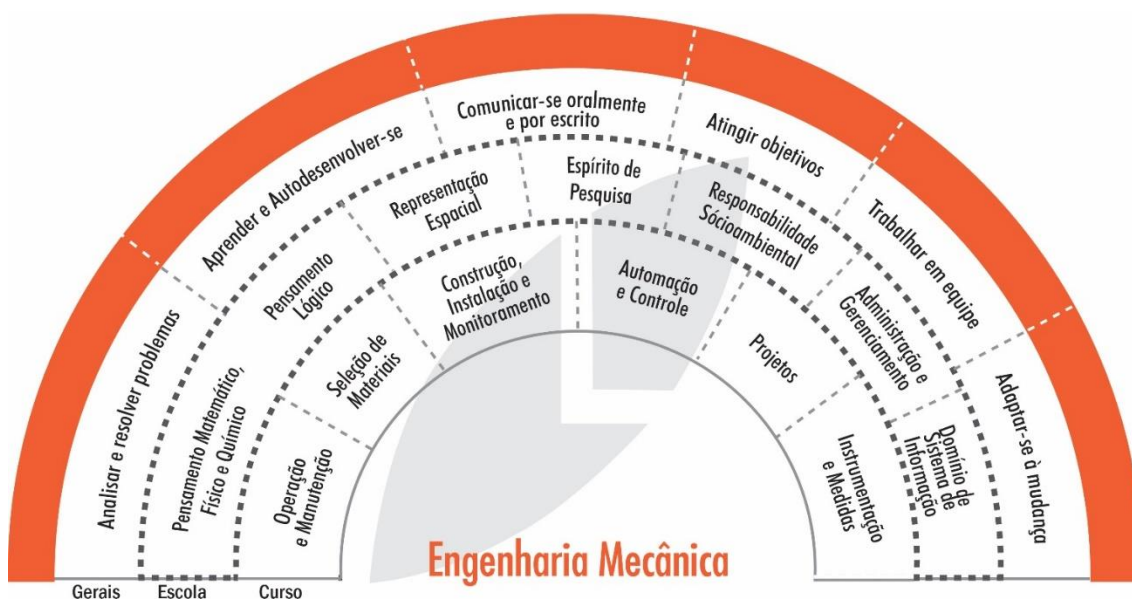 Analisar e resolver problemas
Aprender e Autodesenvolver-se
Comunicar-se oralmente
e por escrito
Atingir objetivos
Trabalhar em equipe
Adaptar-se à mudança
Pensamento Matemático,
Físico e Químico
Pensamento
Lógico
Representação
Espacial
Espírito de
Pesquisa
Responsabilidade
Sócioambiental
Administração e
Gerenciamento
Domínio de
Sistema de
Informação
Operação
e Manutenção
Seleção de
Materiais
Construção,
Instalação e
Monitoramento
Automação
e Controle
Projetos
Instrumentação
e Medidas
Engenharia Mecânica
Gerais Escola Curso